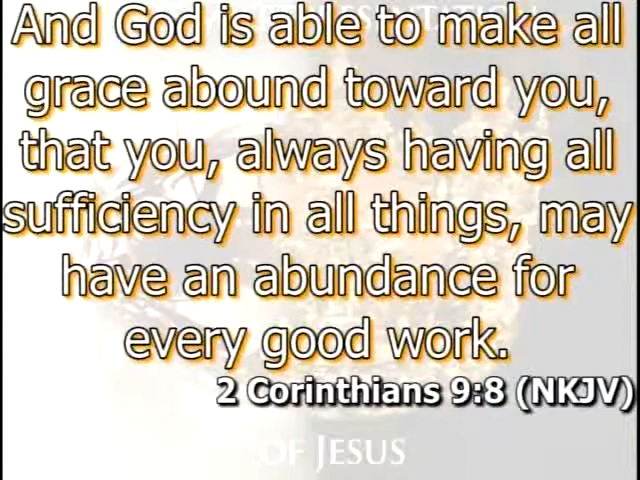 And God is able to make all
grace abound toward you,
that you, always having all
sufficiency in all things, may
have an abundance for
every good work.
2 Corinthians 9:8 (NKJV)
OF JESUS